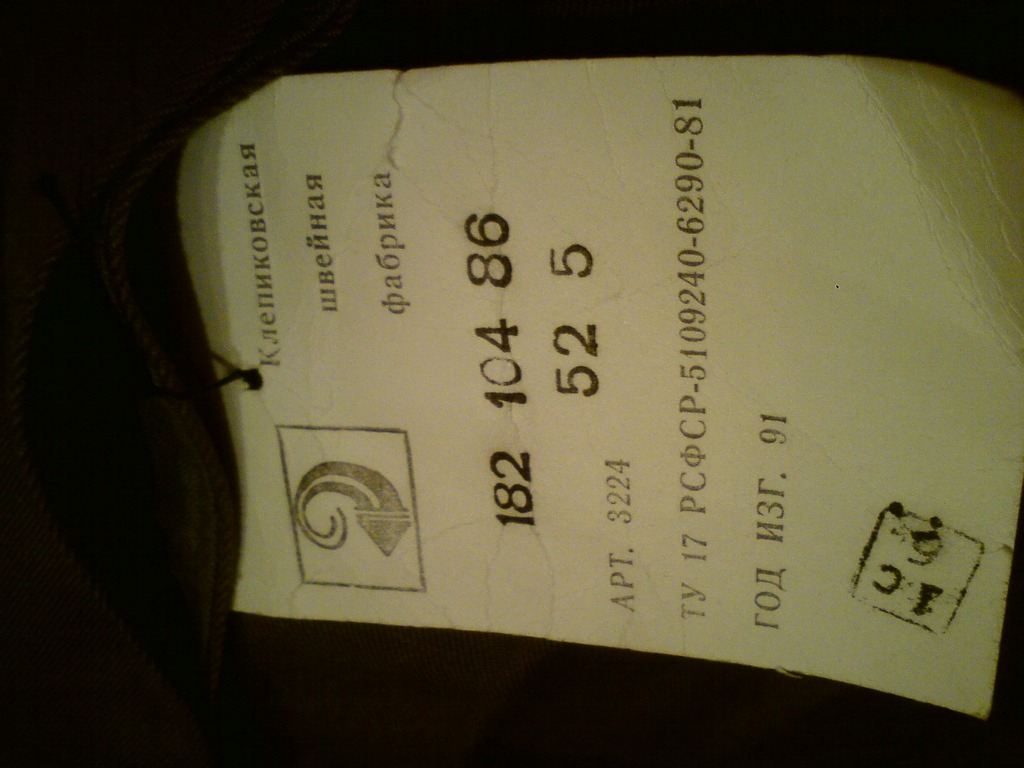 Клепиковская
швейная
фабрика
182 104 86
52 5
АРТ. 3224
ТУ 17 РСФСР-5109240-6290-81
ГОД ИЗГ. 91